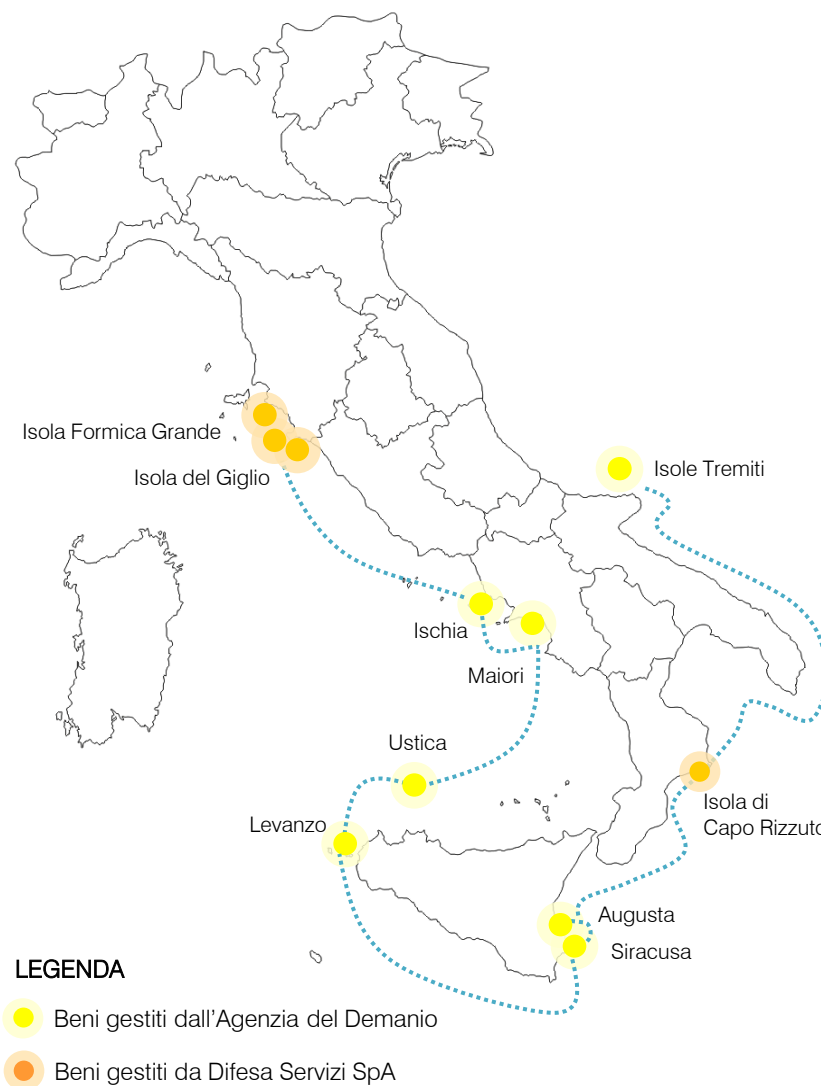 Isola Formica Grande
Isola del Giglio
Isole Tremiti
Ischia
Maiori
Ustica
Levanzo
Isola di
Capo Rizzuto
Augusta
Siracusa
LEGENDA
Beni gestiti dall'Agenzia del Demanio
Beni gestiti da Difesa Servizi SpA